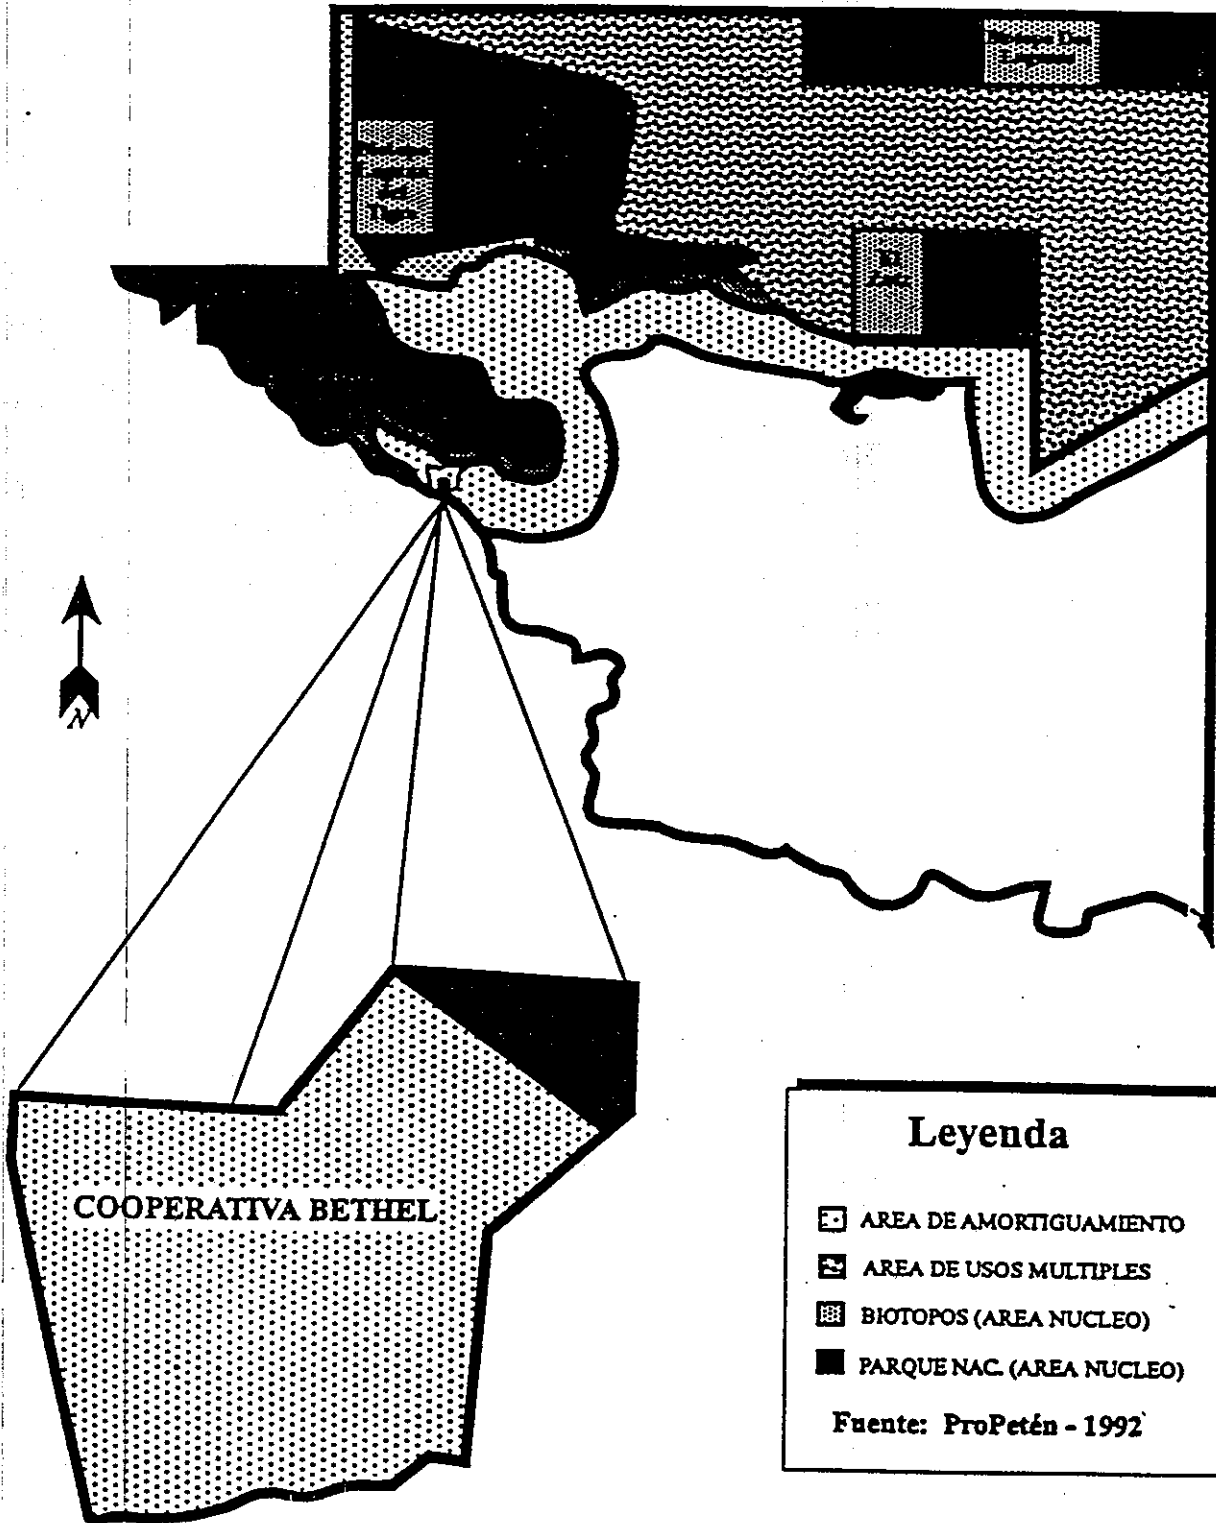 N
COOPERATIVA BETHEL
Leyenda
AREA DE AMORTIGUAMIENTO
AREA DE USOS MULTIPLES
BIOTOPOS (AREA NUCLEO)
PARQUE NAC. (AREA NUCLEO)
Fuente: ProPetén - 1992